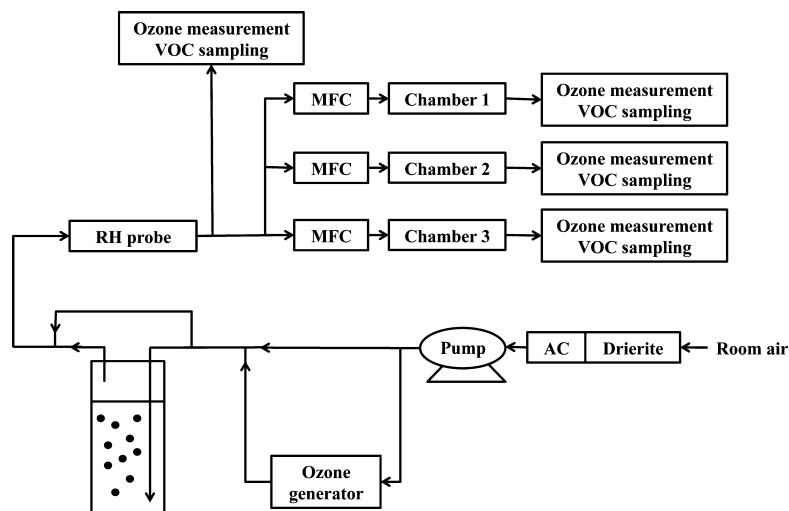 Ozone measurement
VOC sampling
MFC
Chamber 1
Ozone measurement
VOC sampling
MFC
Chamber 2
Ozone measurement
VOC sampling
RH probe
MFC
Chamber 3
Ozone measurement
VOC sampling
Pump
AC
Drierite
Room air
Ozone
generator